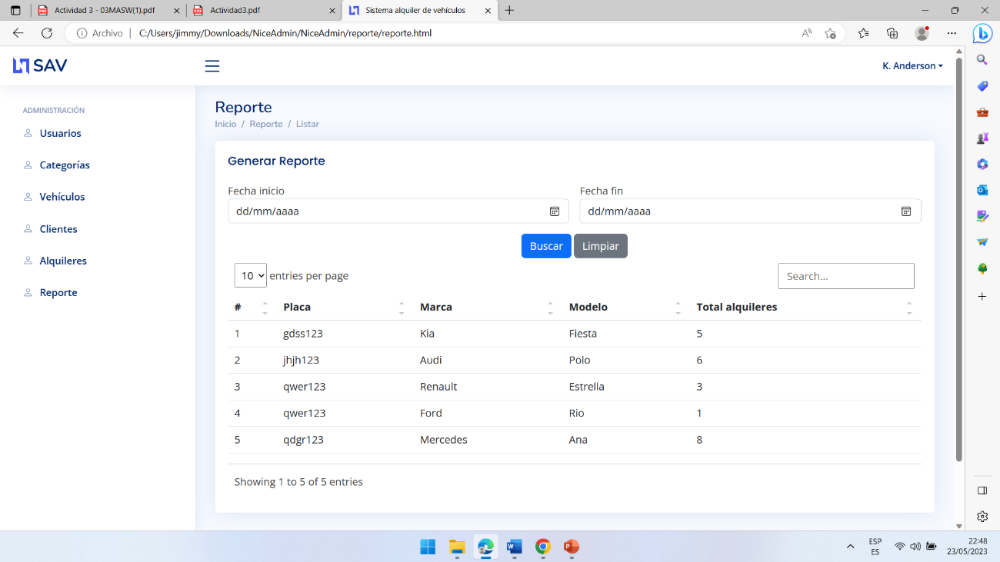 Actividad 3 - 03MASW(1).pdf
Actividad3.pdf
Sistema alquiler de vehículos
Archivo
C:/Users/jimmy/Downloads/NiceAdmin/NiceAdmin/reporte/reporte.html
SAV
K. Anderson
ADMINISTRACIÓN
Usuarios
Categorías
Vehículos
Clientes
Alquileres
Reporte
Reporte
Inicio / Reporte / Listar
Generar Reporte
Fecha inicio Fecha fin
dd/mm/aaaa dd/mm/aaaa
Buscar Limpiar
10 entries per page Search...
# Placa Marca Modelo Total alquileres
1 gdss123 Kia Fiesta 5
2 jhjh123 Audi Polo 6
3 qwer123 Renault Estrella 3
4 qwer123 Ford Rio 1
5 qdgr123 Mercedes Ana 8
Showing 1 to 5 of 5 entries
ESP
ES
22:48
23/05/2023